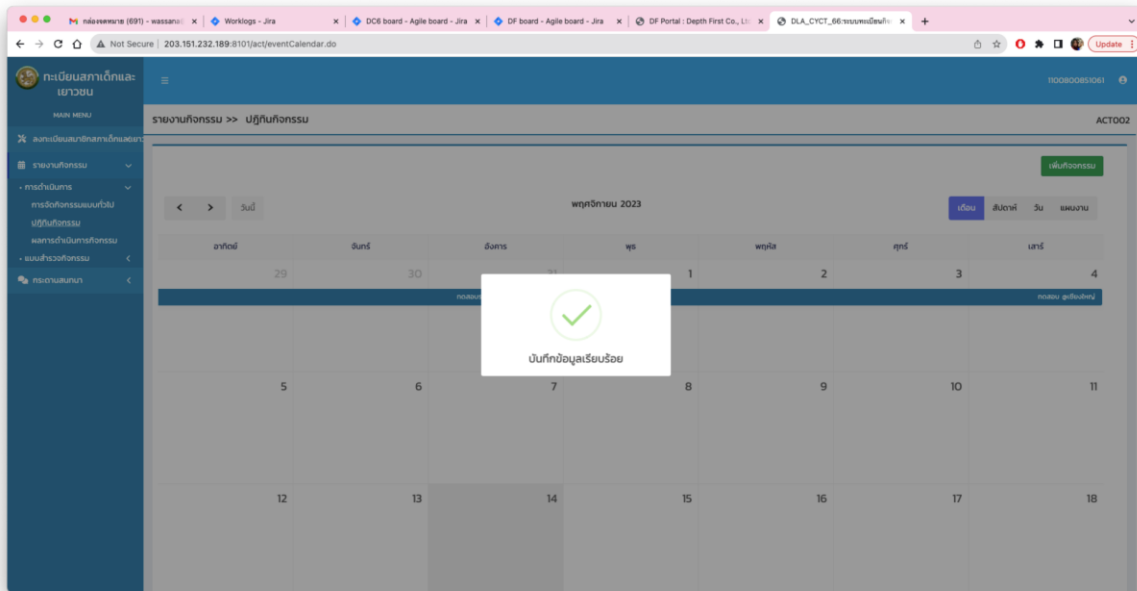 กล่องจดหมาย (691) - wassana
Worklogs - Jira
DC6 board - Agile board - Jira
DF board - Agile board - Jira
DF Portal : Depth First Co., Lt
DLA_CYCT_66:ระบบทะเบียนกิจ
Not Secure | 203.151.232.189:8101/act/eventCalendar.do
Update
ทะเบียนสภาเด็กและ
เยาวชน
1100800851061
MAIN MENU
รายงานกิจกรรม >> ปฏิทินกิจกรรม
ACT002
ลงทะเบียนสมาชิกสภาเด็กและเยาว
รายงานกิจกรรม
เพิ่มกิจกรรม
การดำเนินการ
การจัดกิจกรรมแบบทั่วไป
ปฏิทินกิจกรรม
ผลการดำเนินการกิจกรรม
แบบสำรวจกิจกรรม
กระดานสนทนา
วันนี้
พฤศจิกายน 2023
เดือน สัปดาห์ วัน แผนงาน
อาทิตย์ จันทร์ อังคาร พุธ พฤหัส ศุกร์ เสาร์
29 30 31 1 2 3 4
ทดสอบ
ทดสอบ @เชียงใหญ่
บันทึกข้อมูลเรียบร้อย
5 6 7 8 9 10 11
12 13 14 15 16 17 18